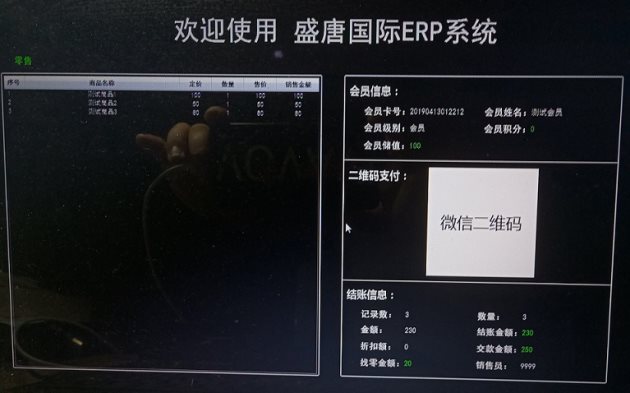 欢迎使用 盛唐国际ERP系统
零售
序号 商品名称 定价 数量 售价 销售金额
1 测试商品1 100 1 100 100
2 测试商品2 50 1 50 50
3 测试商品3 80 1 80 80
会员信息：
会员卡号：20190413012212 会员姓名：测试会员
会员级别：会员 会员积分：0
会员储值：100
二维码支付：
微信二维码
结账信息：
记录数： 3 数量： 3
金额： 230 结账金额：230
折扣额： 0 交款金额：250
找零金额：20 销售员： 9999